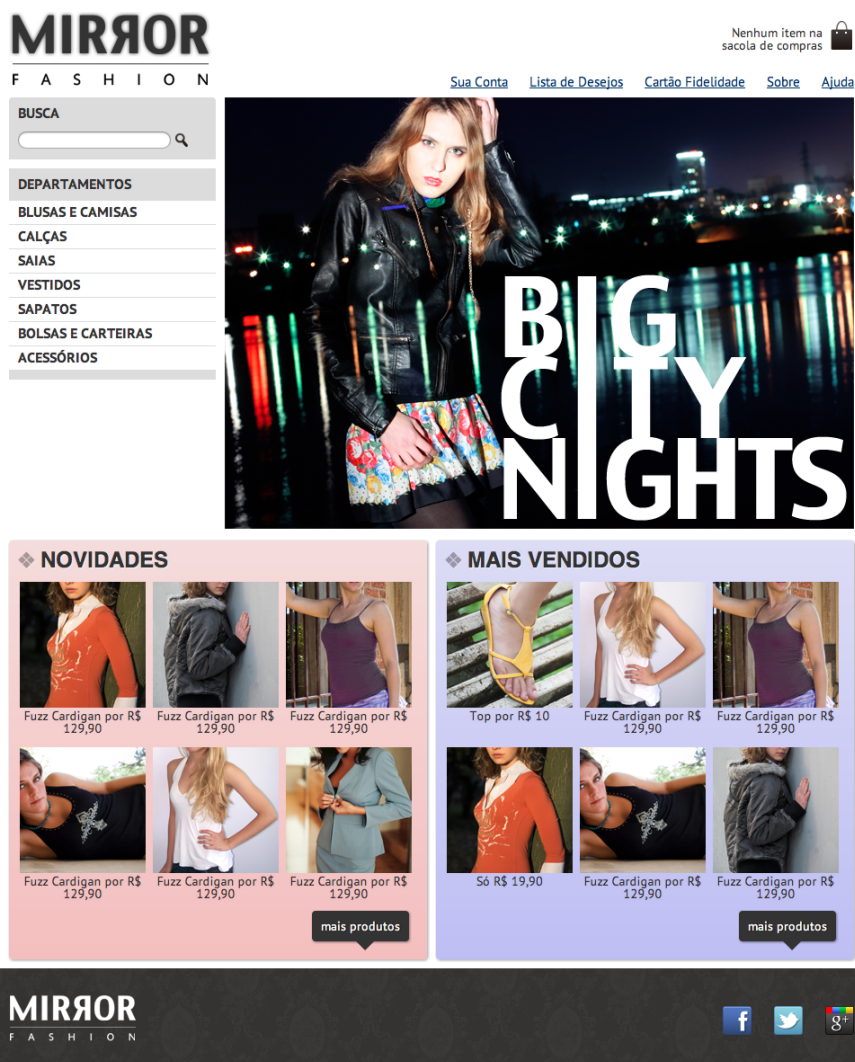 MIRЯOR
FASHION
Nenhum item na
sacola de compras
Sua Conta Lista de Desejos Cartão Fidelidade Sobre Ajuda
BUSCA
DEPARTAMENTOS
BLUSAS E CAMISAS
CALÇAS
SAIAS
VESTIDOS
SAPATOS
BOLSAS E CARTEIRAS
ACESSÓRIOS
BIG
CITY
NIGHTS
NOVIDADES
Fuzz Cardigan por R$
129,90
Fuzz Cardigan por R$
129,90
Fuzz Cardigan por R$
129,90
Fuzz Cardigan por R$
129,90
Fuzz Cardigan por R$
129,90
Fuzz Cardigan por R$
129,90
mais produtos
MAIS VENDIDOS
Top por R$ 10
Fuzz Cardigan por R$
129,90
Fuzz Cardigan por R$
129,90
Só R$ 19,90
Fuzz Cardigan por R$
129,90
Fuzz Cardigan por R$
129,90
mais produtos
MIRЯOR
FASHION
f
g+